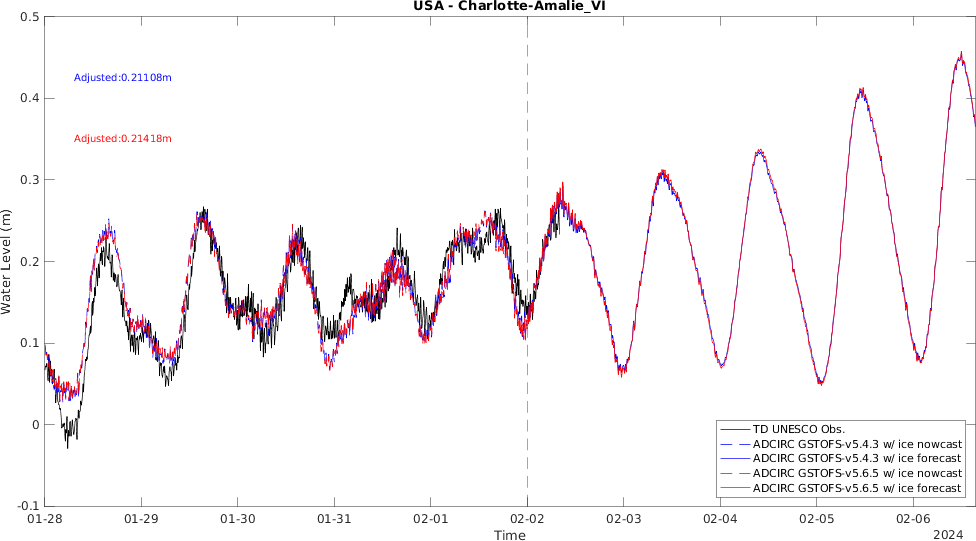 USA - Charlotte-Amalie_VI
0.5
0.4
0.3
0.2
0.1
0
-0.1
Water Level (m)
Adjusted:0.21108m
Adjusted:0.21418m
TD UNESCO Obs.
ADCIRC GSTOFS-v5.4.3 w/ ice nowcast
ADCIRC GSTOFS-v5.4.3 w/ ice forecast
ADCIRC GSTOFS-v5.6.5 w/ ice nowcast
ADCIRC GSTOFS-v5.6.5 w/ ice forecast
01-28 01-29 01-30 01-31 02-01 02-02 02-03 02-04 02-05 02-06
Time
2024